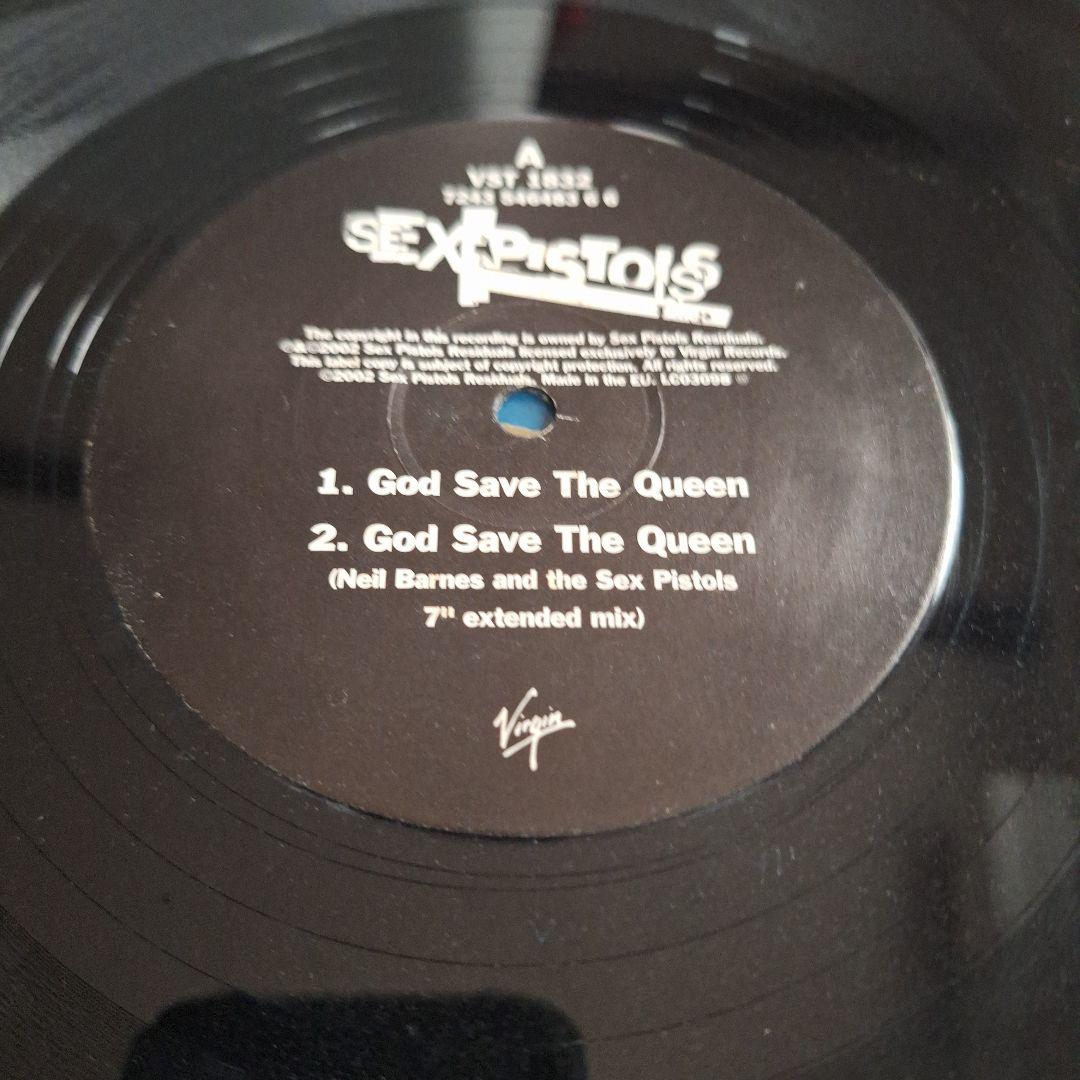 A
VST 1832
7243 546483 6 6
SEX PISTOLS
The copyright in this recording is owned by Sex Pistols Residuals.
©2002 Sex Pistols Residuals licensed exclusively to Virgin Records.
This label copy is subject of copyright protection. All rights reserved.
©2002 Sex Pistols Residuals. Made in the EU. LC03098
1. God Save The Queen
2. God Save The Queen
(Neil Barnes and the Sex Pistols
7" extended mix)
Virgin